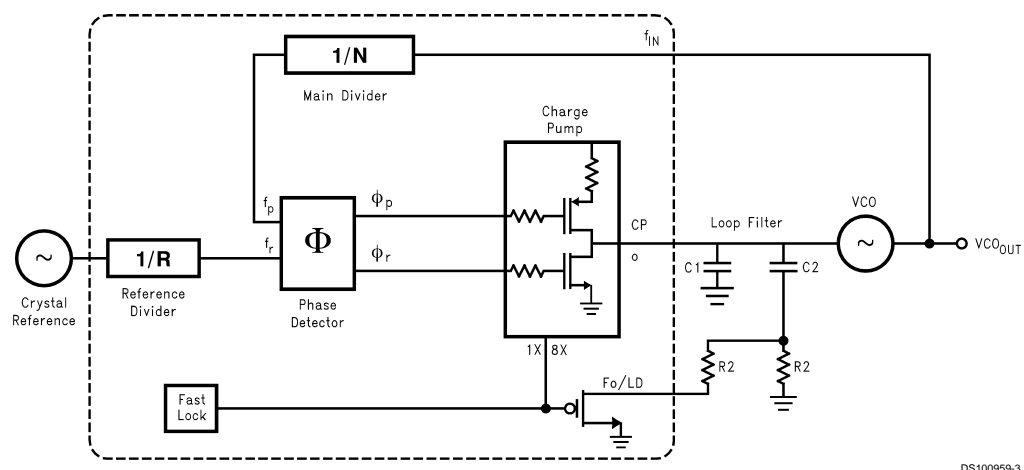 f_IN
1/N
Main Divider
Charge
Pump
f_p
ϕ_p
CP
o
Loop Filter
VCO
f_r
ϕ_r
Φ
~
~
VCO_OUT
1/R
C1
C2
Crystal
Reference
Reference
Divider
Phase
Detector
1X
8X
R2
R2
Fo/LD
Fast
Lock
DS100959-3